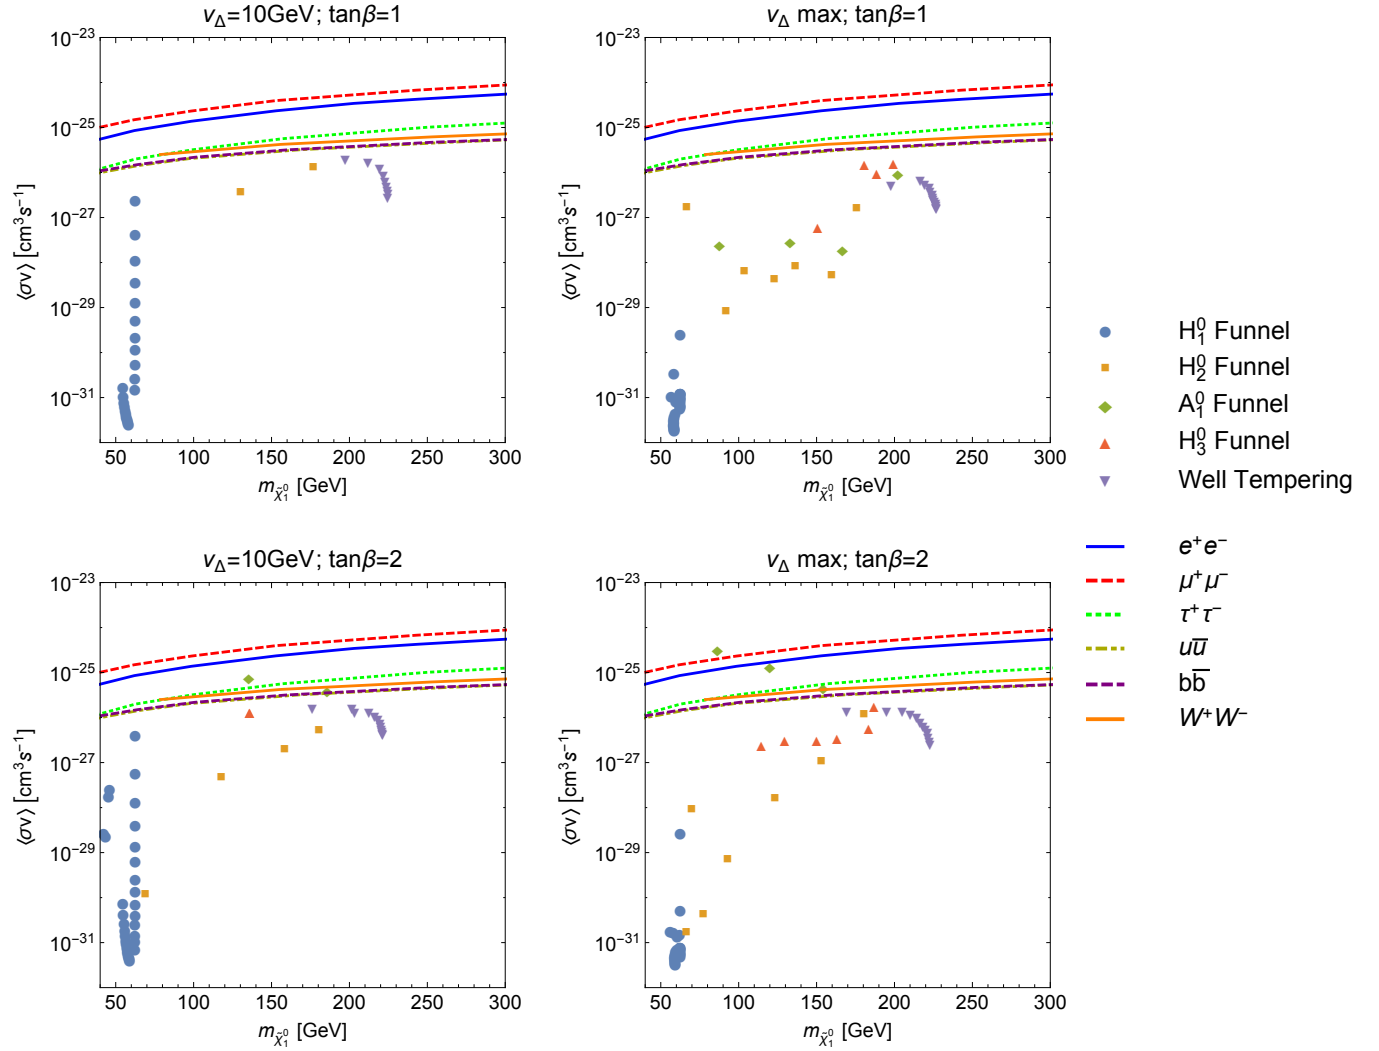 v_Δ=10GeV; tanβ=1
10⁻²³
10⁻²⁵
10⁻²⁷
10⁻²⁹
10⁻³¹
⟨σv⟩ [cm³s⁻¹]
50 100 150 200 250 300
m_χ̃₁⁰ [GeV]
v_Δ max; tanβ=1
10⁻²³
10⁻²⁵
10⁻²⁷
10⁻²⁹
10⁻³¹
⟨σv⟩ [cm³s⁻¹]
50 100 150 200 250 300
m_χ̃₁⁰ [GeV]
v_Δ=10GeV; tanβ=2
10⁻²³
10⁻²⁵
10⁻²⁷
10⁻²⁹
10⁻³¹
⟨σv⟩ [cm³s⁻¹]
50 100 150 200 250 300
m_χ̃₁⁰ [GeV]
v_Δ max; tanβ=2
10⁻²³
10⁻²⁵
10⁻²⁷
10⁻²⁹
10⁻³¹
⟨σv⟩ [cm³s⁻¹]
50 100 150 200 250 300
m_χ̃₁⁰ [GeV]
H₁⁰ Funnel
H₂⁰ Funnel
A₁⁰ Funnel
H₃⁰ Funnel
Well Tempering
e⁺e⁻
μ⁺μ⁻
τ⁺τ⁻
uu̅
bb̅
W⁺W⁻